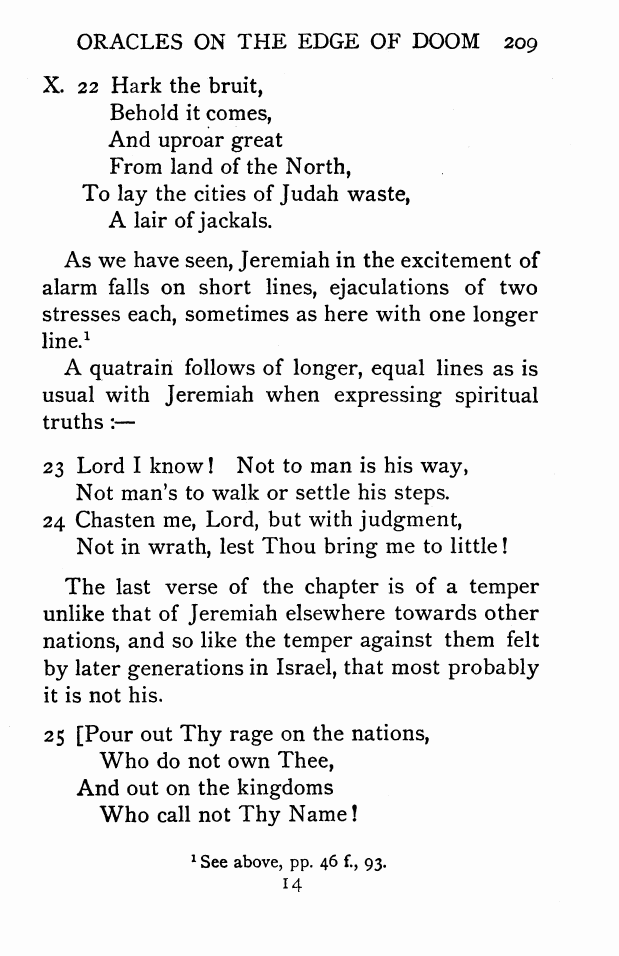 ORACLES ON THE EDGE OF DOOM 209
X. 22 Hark the bruit,
Behold it comes,
And uproar great
From land of the North,
To lay the cities of Judah waste,
A lair of jackals.
As we have seen, Jeremiah in the excitement of
alarm falls on short lines, ejaculations of two
stresses each, sometimes as here with one longer
line.¹
A quatrain follows of longer, equal lines as is
usual with Jeremiah when expressing spiritual
truths :—
23 Lord I know! Not to man is his way,
Not man's to walk or settle his steps.
24 Chasten me, Lord, but with judgment,
Not in wrath, lest Thou bring me to little!
The last verse of the chapter is of a temper
unlike that of Jeremiah elsewhere towards other
nations, and so like the temper against them felt
by later generations in Israel, that most probably
it is not his.
25 [Pour out Thy rage on the nations,
Who do not own Thee,
And out on the kingdoms
Who call not Thy Name!
¹ See above, pp. 46 f., 93.
14